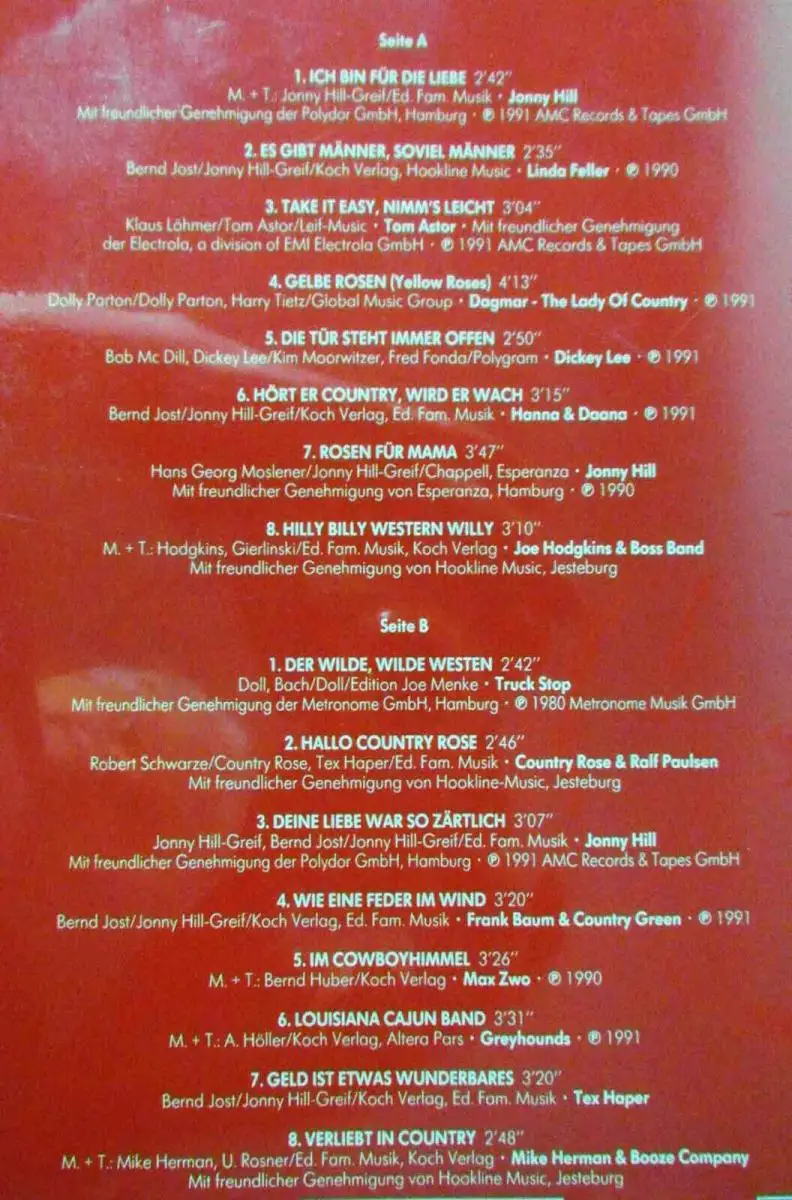 Seite A
1. ICH BIN FÜR DIE LIEBE 2'42"
M. + T.: Jonny Hill-Greif/Ed. Fam. Musik · Jonny Hill
Mit freundlicher Genehmigung der Polydor GmbH, Hamburg · ℗ 1991 AMC Records & Tapes GmbH
2. ES GIBT MÄNNER, SOVIEL MÄNNER 2'35"
Bernd Jost/Jonny Hill-Greif/Koch Verlag, Hookline Music · Linda Feller · ℗ 1990
3. TAKE IT EASY, NIMM'S LEICHT 3'04"
Klaus Löhmer/Tom Astor/Leif-Music · Tom Astor · Mit freundlicher Genehmigung
der Electrola, a division of EMI Electrola GmbH · ℗ 1991 AMC Records & Tapes GmbH
4. GELBE ROSEN (Yellow Roses) 4'13"
Dolly Parton/Dolly Parton, Harry Tietz/Global Music Group · Dagmar - The Lady Of Country · ℗ 1991
5. DIE TÜR STEHT IMMER OFFEN 2'50"
Bob Mc Dill, Dickey Lee/Kim Moorwitzer, Fred Fonda/Polygram · Dickey Lee · ℗ 1991
6. HÖRT ER COUNTRY, WIRD ER WACH 3'15"
Bernd Jost/Jonny Hill-Greif/Koch Verlag, Ed. Fam. Musik · Hanna & Daana · ℗ 1991
7. ROSEN FÜR MAMA 3'47"
Hans Georg Moslener/Jonny Hill-Greif/Chappell, Esperanza · Jonny Hill
Mit freundlicher Genehmigung von Esperanza, Hamburg · ℗ 1990
8. HILLY BILLY WESTERN WILLY 3'10"
M. + T.: Hodgkins, Gierlinski/Ed. Fam. Musik, Koch Verlag · Joe Hodgkins & Boss Band
Mit freundlicher Genehmigung von Hookline Music, Jesteburg
Seite B
1. DER WILDE, WILDE WESTEN 2'42"
Doll, Bach/Doll/Edition Joe Menke · Truck Stop
Mit freundlicher Genehmigung der Metronome GmbH, Hamburg · ℗ 1980 Metronome Musik GmbH
2. HALLO COUNTRY ROSE 2'46"
Robert Schwarze/Country Rose, Tex Haper/Ed. Fam. Musik · Country Rose & Ralf Paulsen
Mit freundlicher Genehmigung von Hookline-Music, Jesteburg
3. DEINE LIEBE WAR SO ZÄRTLICH 3'07"
Jonny Hill-Greif, Bernd Jost/Jonny Hill-Greif/Ed. Fam. Musik · Jonny Hill
Mit freundlicher Genehmigung der Polydor GmbH, Hamburg · ℗ 1991 AMC Records & Tapes GmbH
4. WIE EINE FEDER IM WIND 3'20"
Bernd Jost/Jonny Hill-Greif/Koch Verlag, Ed. Fam. Musik · Frank Baum & Country Green · ℗ 1991
5. IM COWBOYHIMMEL 3'26"
M. + T.: Bernd Huber/Koch Verlag · Max Zwo · ℗ 1990
6. LOUISIANA CAJUN BAND 3'31"
M. + T.: A. Höller/Koch Verlag, Altera Pars · Greyhounds · ℗ 1991
7. GELD IST ETWAS WUNDERBARES 3'20"
Bernd Jost/Jonny Hill-Greif/Koch Verlag, Ed. Fam. Musik · Tex Haper
8. VERLIEBT IN COUNTRY 2'48"
M. + T.: Mike Herman, U. Rosner/Ed. Fam. Musik, Koch Verlag · Mike Herman & Booze Company
Mit freundlicher Genehmigung von Hookline Music, Jesteburg